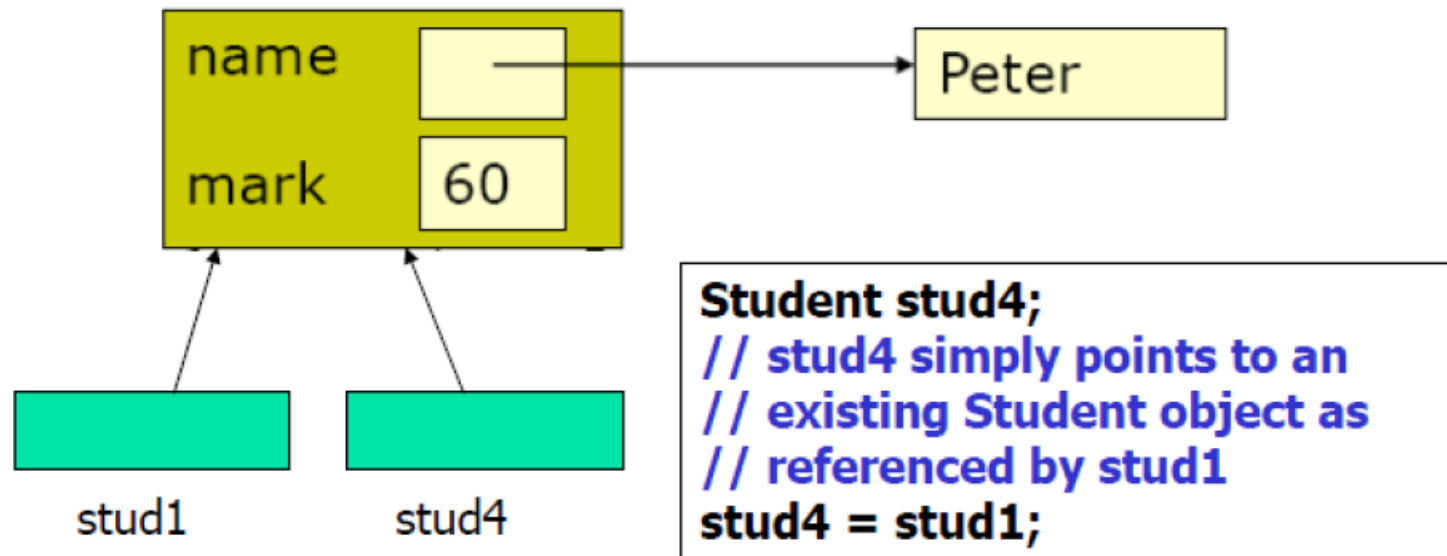 name
Peter
mark
60
stud1
stud4
Student stud4;
// stud4 simply points to an
// existing Student object as
// referenced by stud1
stud4 = stud1;